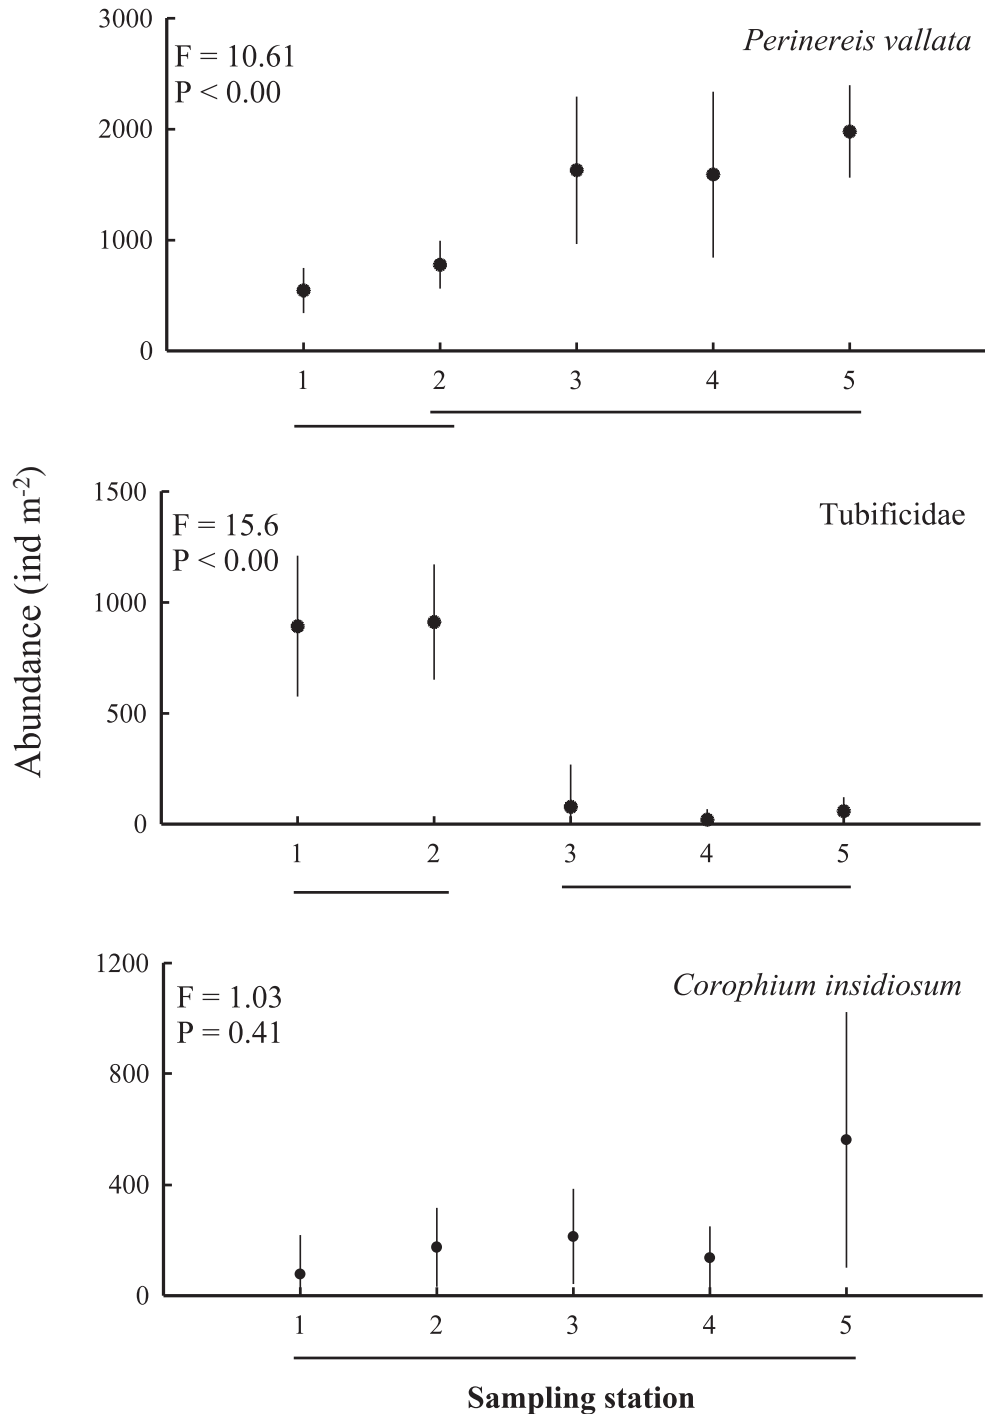 Abundance (ind m-2)
3000
2000
1000
0
F = 10.61
P < 0.00
Perinereis vallata
1 2 3 4 5
1500
1000
500
0
F = 15.6
P < 0.00
Tubificidae
1 2 3 4 5
1200
800
400
0
F = 1.03
P = 0.41
Corophium insidiosum
1 2 3 4 5
Sampling station